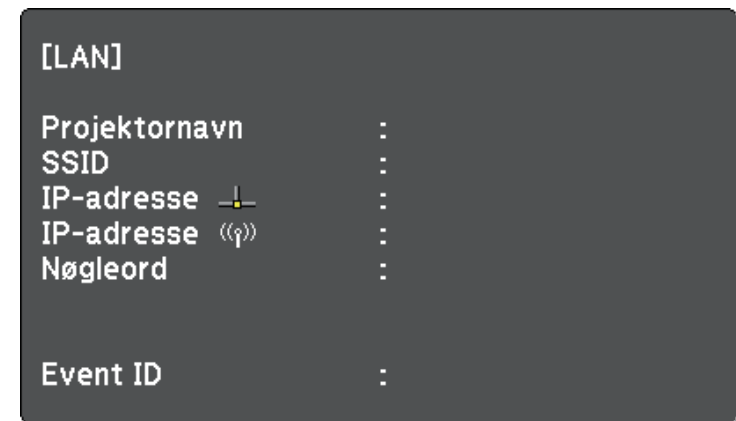 [LAN]
Projektornavn :
SSID :
IP-adresse :
IP-adresse :
Nøgleord :
Event ID :